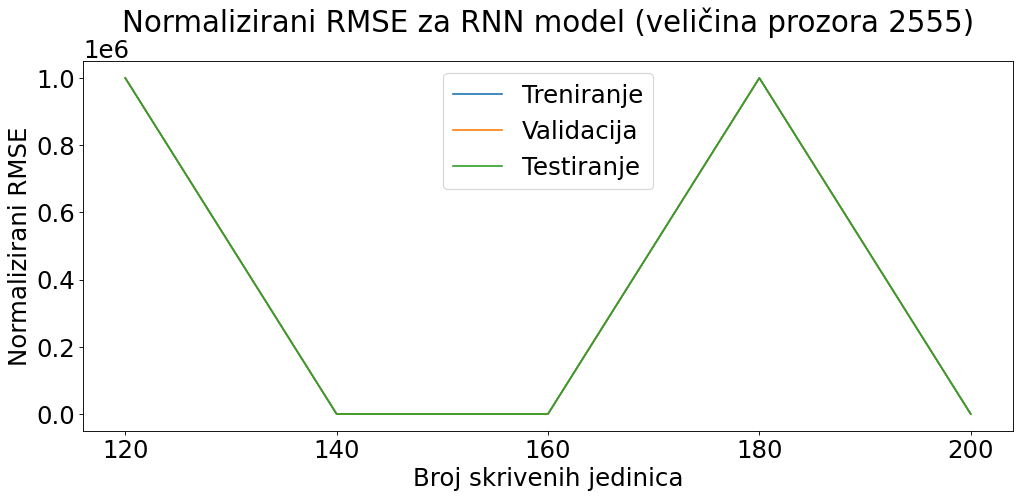 Normalizirani RMSE za RNN model (veličina prozora 2555)
1e6
1.0
0.8
0.6
0.4
0.2
0.0
Normalizirani RMSE
Treniranje
Validacija
Testiranje
120 140 160 180 200
Broj skrivenih jedinica